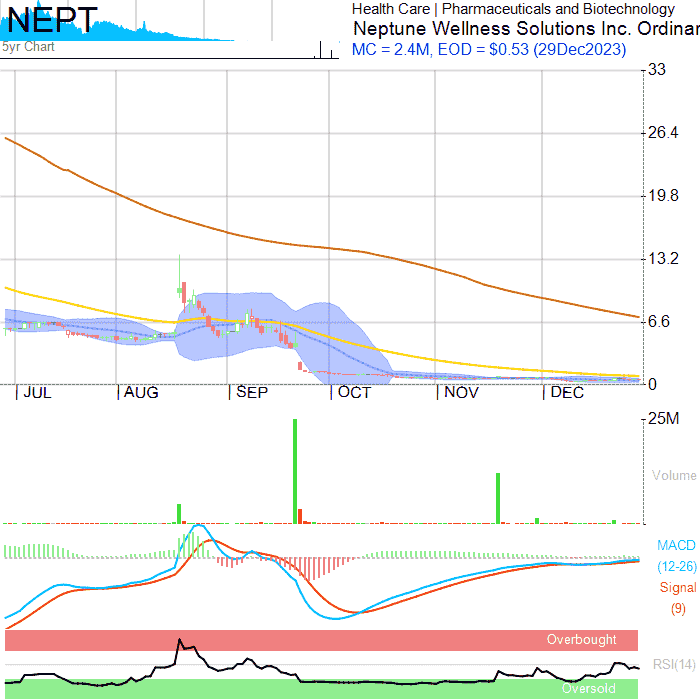 NEPT
5yr Chart
Health Care | Pharmaceuticals and Biotechnology
Neptune Wellness Solutions Inc. Ordinar
MC = 2.4M, EOD = $0.53 (29Dec2023)
33
26.4
19.8
13.2
6.6
0
JUL
AUG
SEP
OCT
NOV
DEC
25M
Volume
MACD
(12-26)
Signal
(9)
Overbought
RSI(14)
Oversold